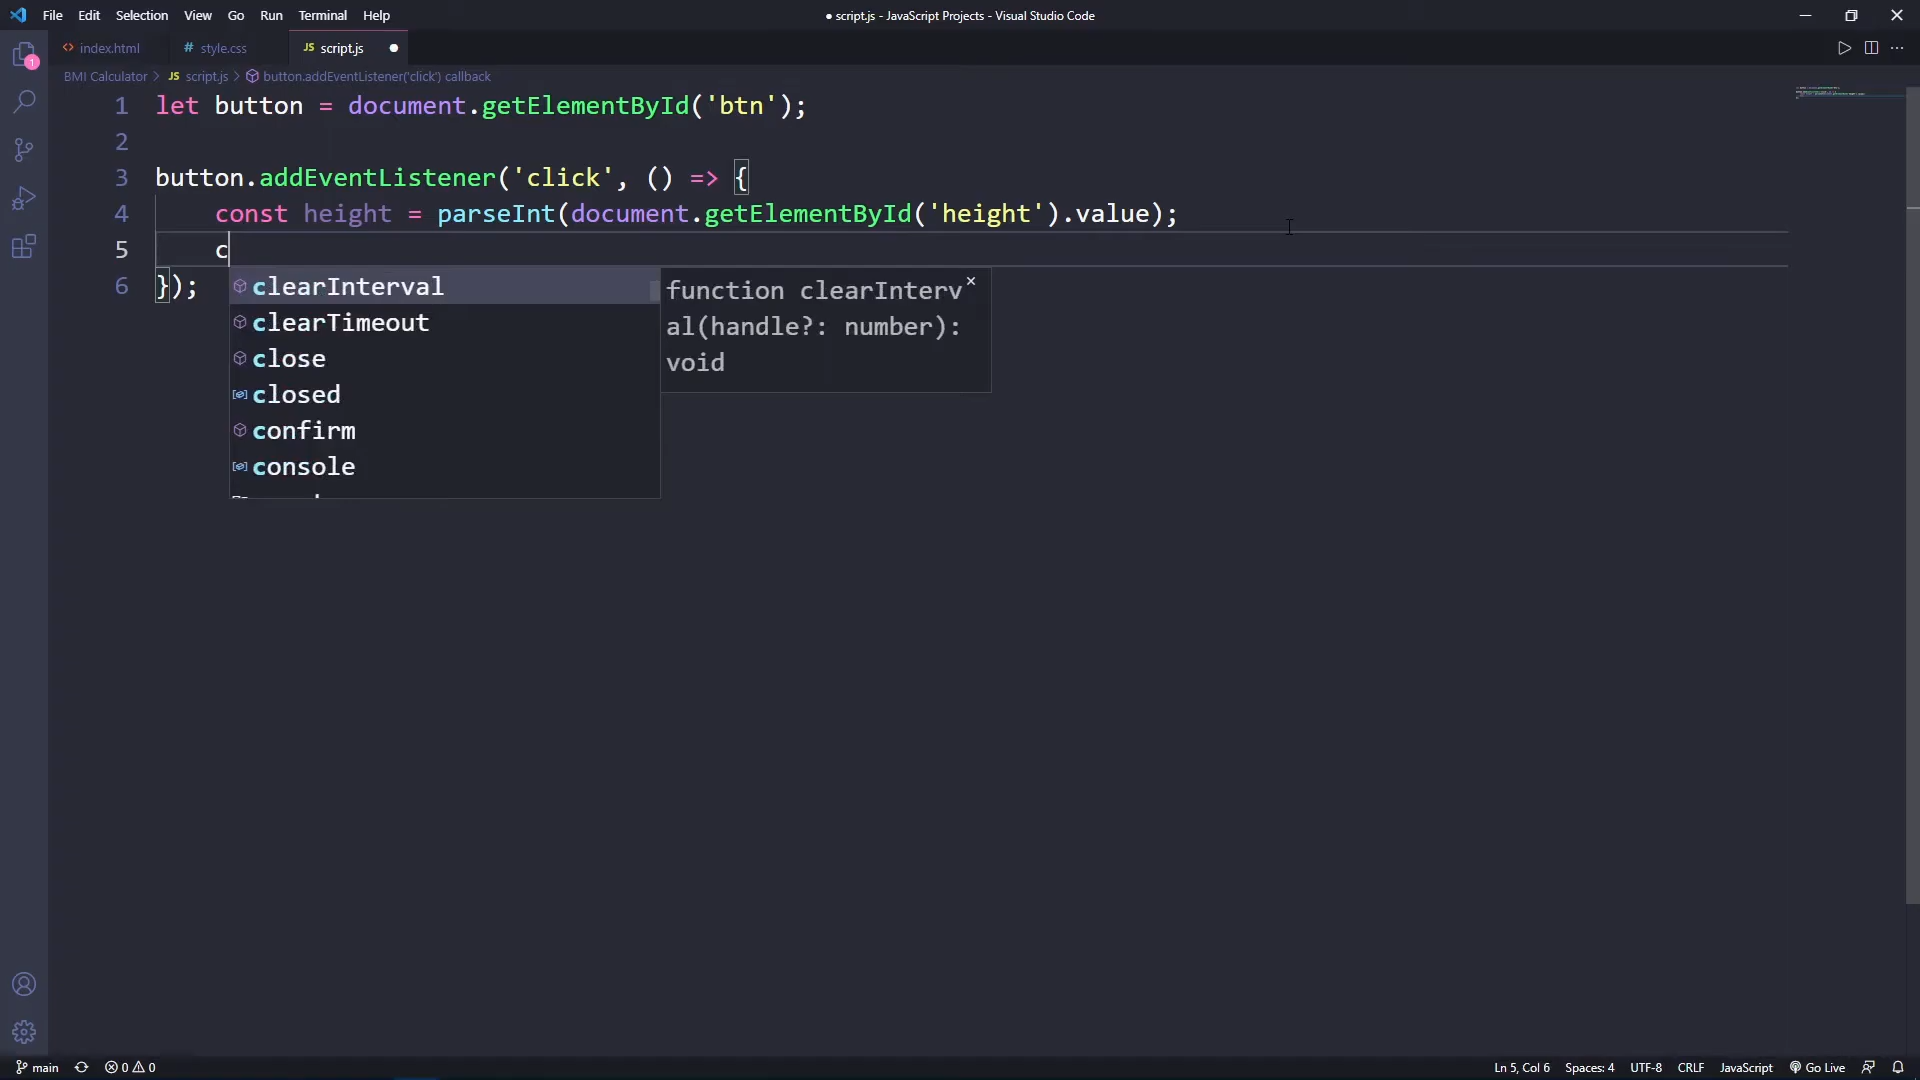 File Edit Selection View Go Run Terminal Help
● script.js - JavaScript Projects - Visual Studio Code
<> index.html # style.css JS script.js ●
BMI Calculator > JS script.js > button.addEventListener('click') callback
1 let button = document.getElementById('btn');
2
3 button.addEventListener('click', () => {
4 const height = parseInt(document.getElementById('height').value);
5 c
6 });
clearInterval
clearTimeout
close
closed
confirm
console
function clearInterv
al(handle?: number):
void
1
main 0 0
Ln 5, Col 6 Spaces: 4 UTF-8 CRLF JavaScript Go Live